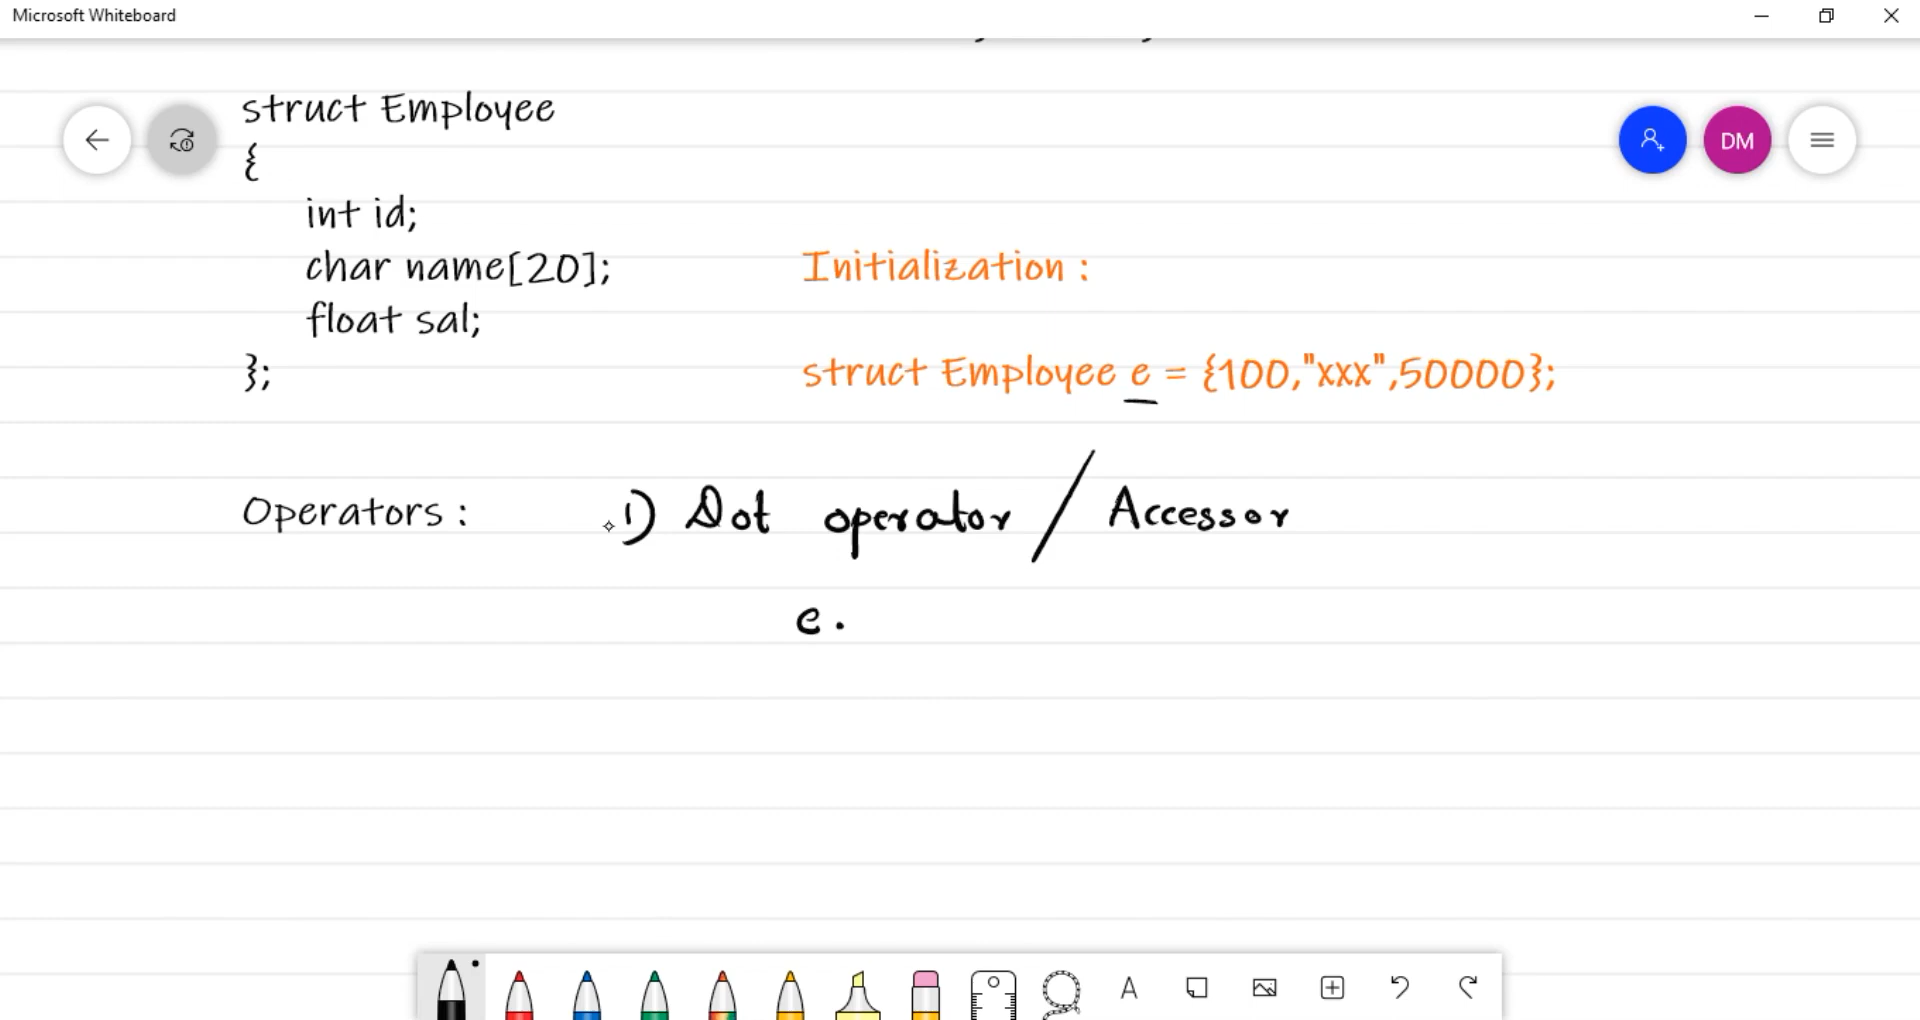 Microsoft Whiteboard
struct Employee
{
int id;
char name[20];
float sal;
};
DM
Initialization :
struct Employee e = {100,"xxx",50000};
Operators : 1) Dot operator / Accessor
e .
A